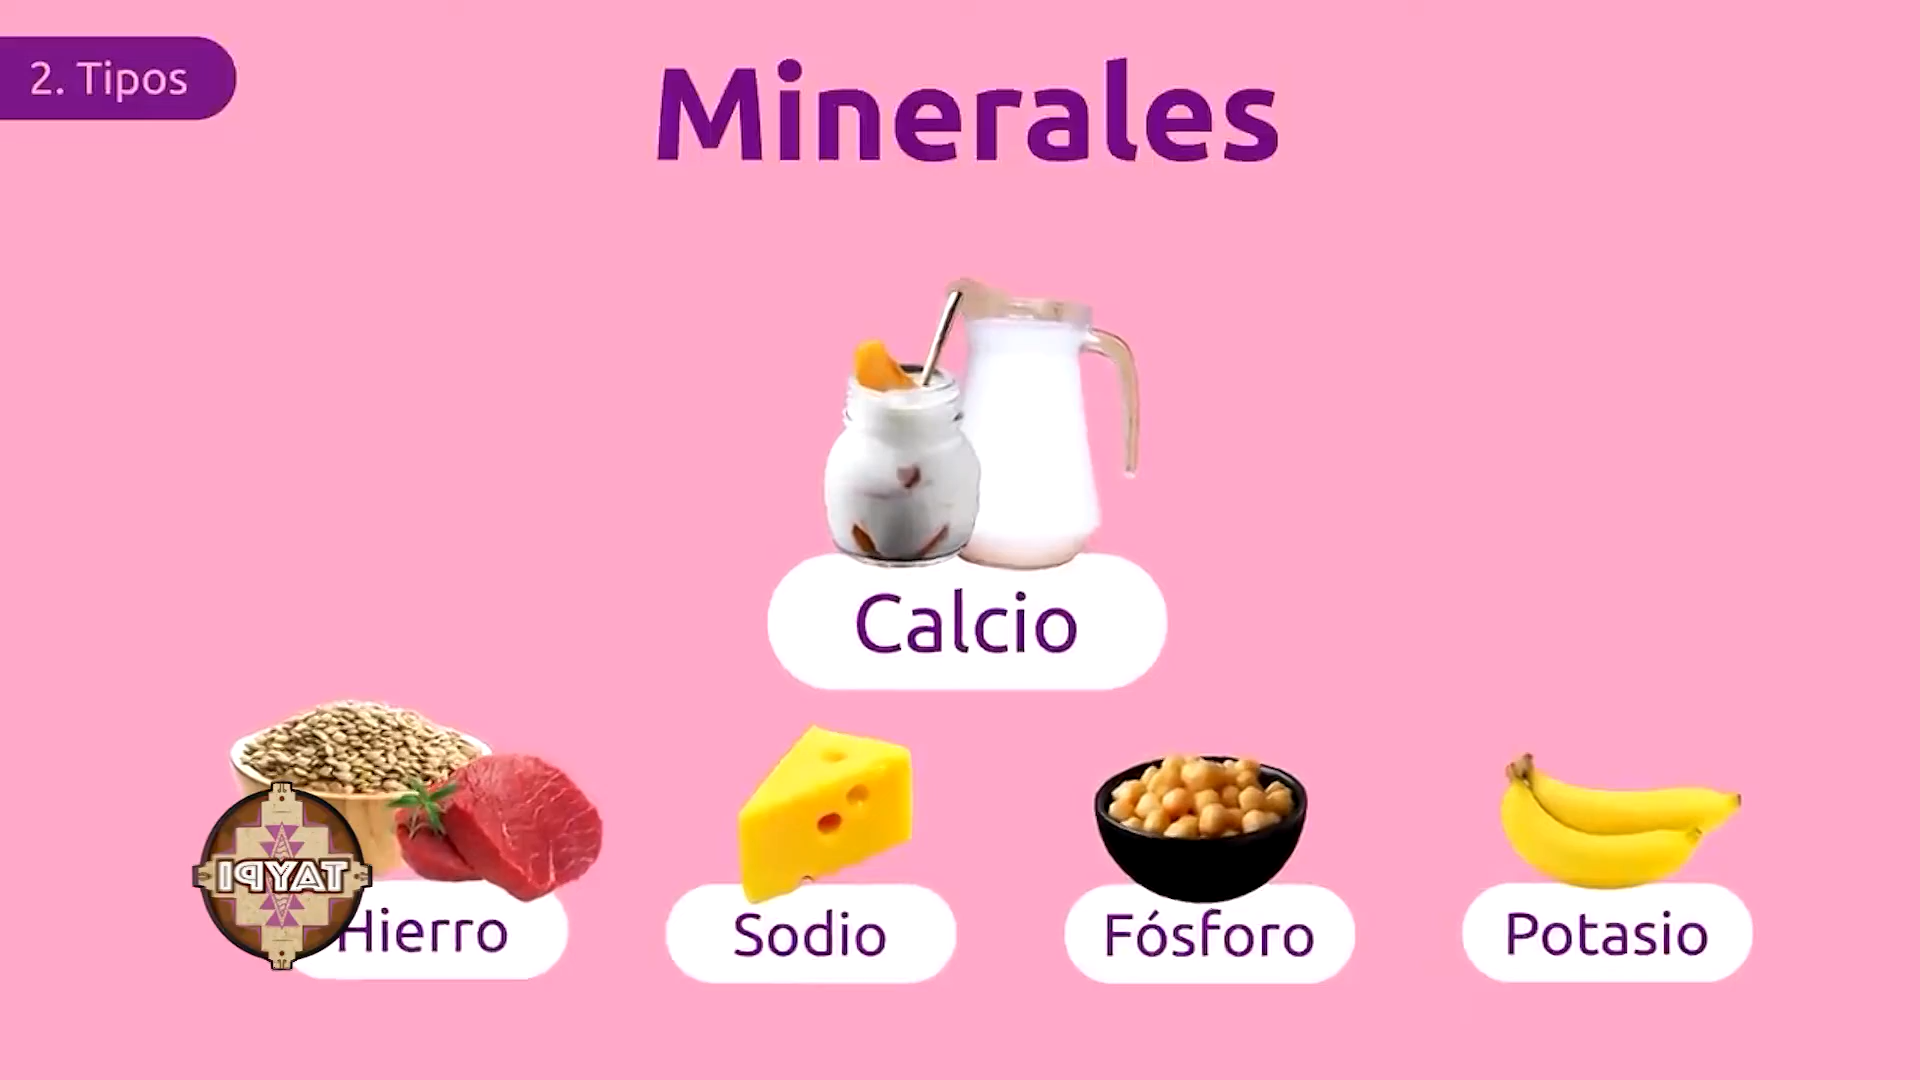 2. Tipos
Minerales
Calcio
Hierro
Sodio
Fósforo
Potasio
TAYPI